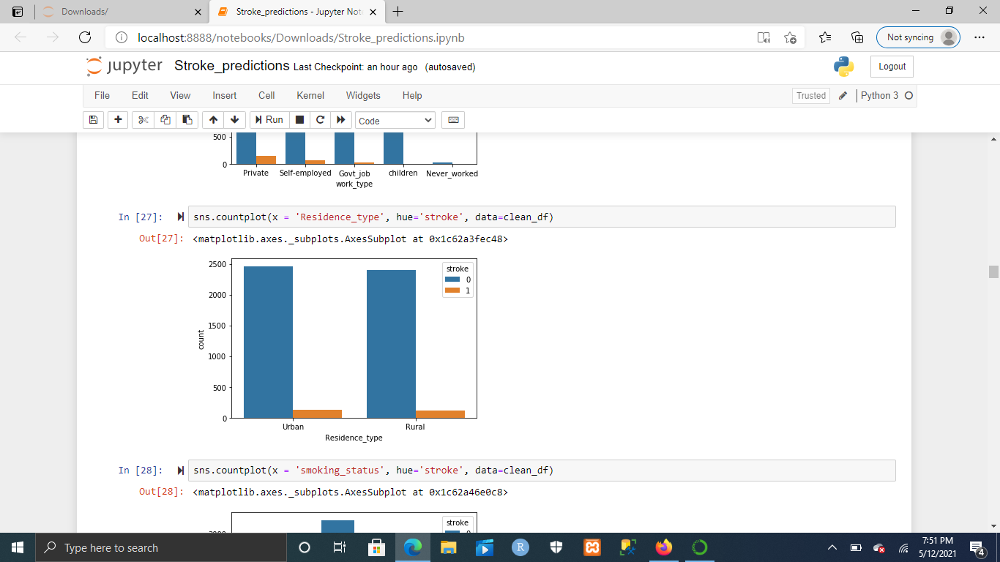 Downloads/
Stroke_predictions - Jupyter Not
localhost:8888/notebooks/Downloads/Stroke_predictions.ipynb
Not syncing
jupyter Stroke_predictions Last Checkpoint: an hour ago (autosaved)
Logout
File Edit View Insert Cell Kernel Widgets Help
Trusted Python 3
Run Code
500
0
Private Self-employed Govt_job children Never_worked
work_type
In [27]: sns.countplot(x = 'Residence_type', hue='stroke', data=clean_df)
Out[27]: <matplotlib.axes._subplots.AxesSubplot at 0x1c62a3fec48>
stroke
0
1
2500
2000
1500
1000
500
0
count
Urban Rural
Residence_type
In [28]: sns.countplot(x = 'smoking_status', hue='stroke', data=clean_df)
Out[28]: <matplotlib.axes._subplots.AxesSubplot at 0x1c62a46e0c8>
stroke
Type here to search
R
7:51 PM
5/12/2021
4